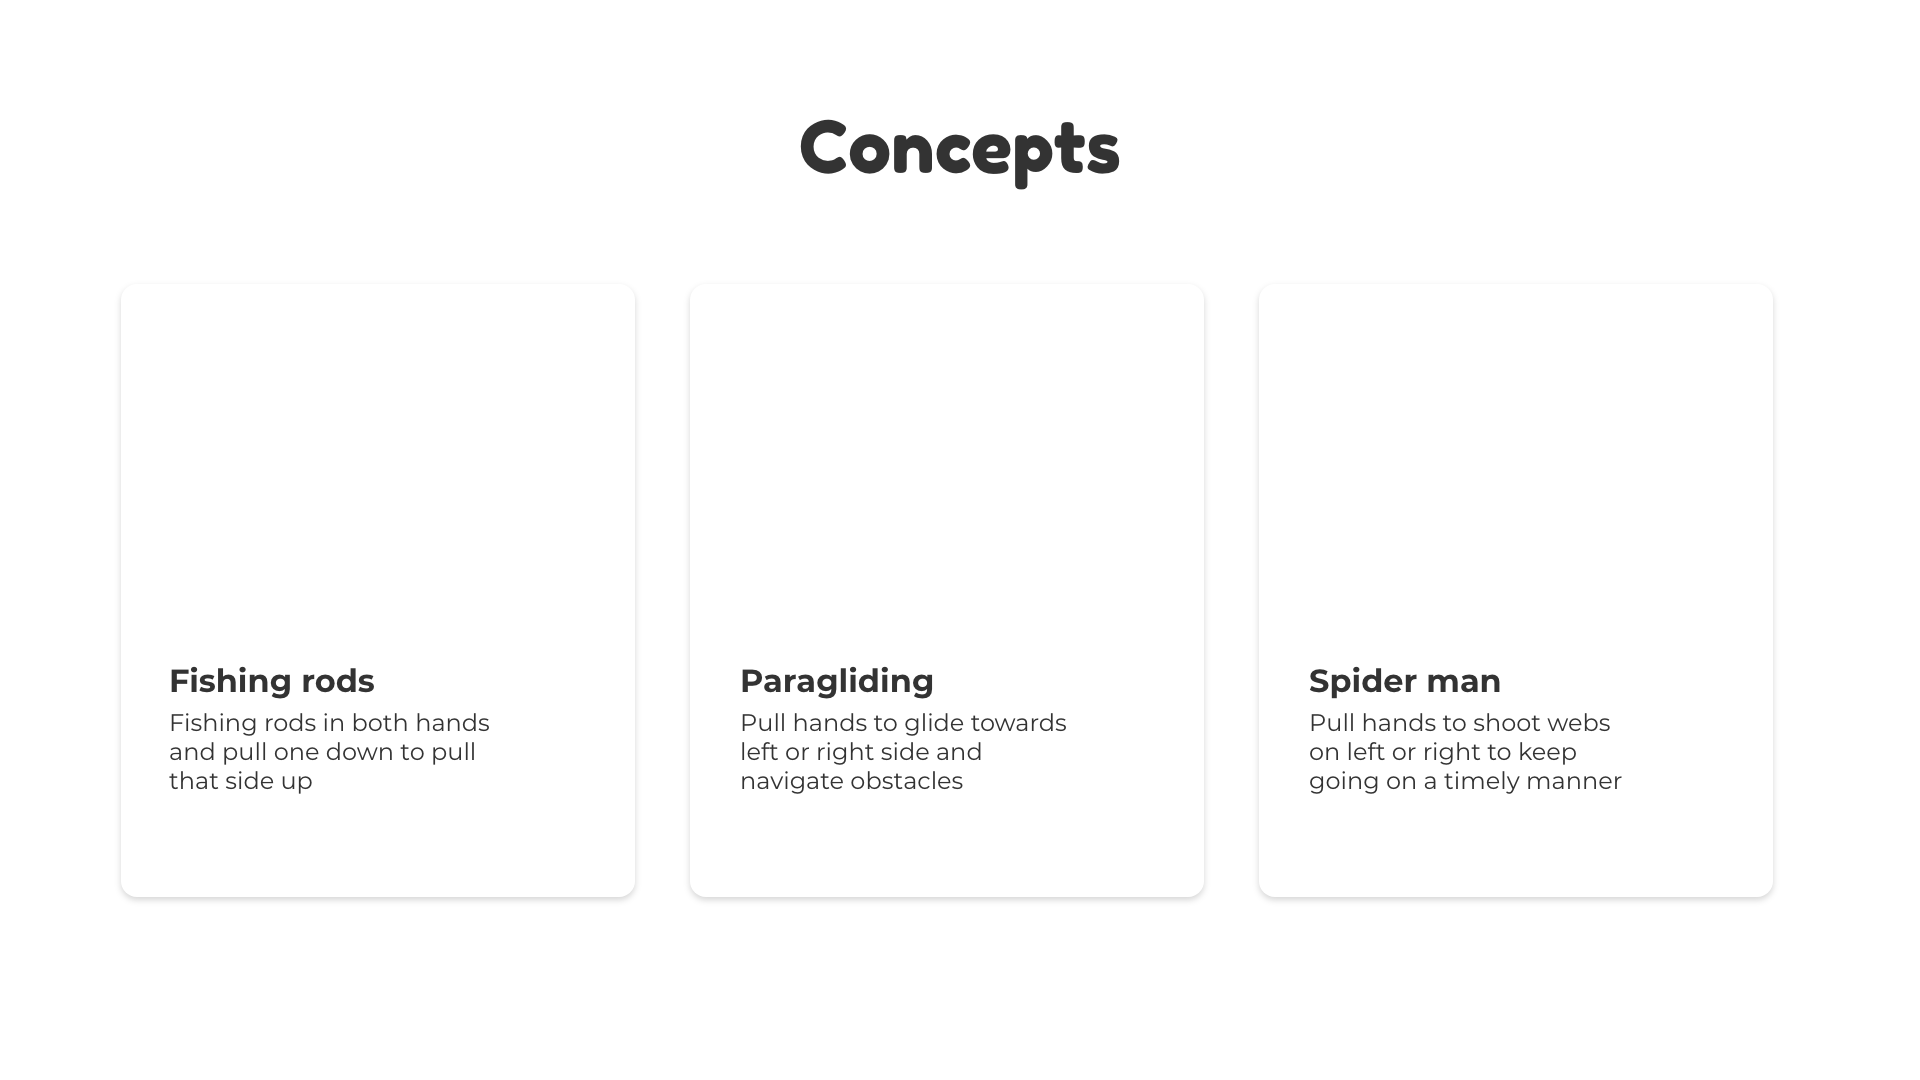 Concepts
Fishing rods
Fishing rods in both hands
and pull one down to pull
that side up
Paragliding
Pull hands to glide towards
left or right side and
navigate obstacles
Spider man
Pull hands to shoot webs
on left or right to keep
going on a timely manner